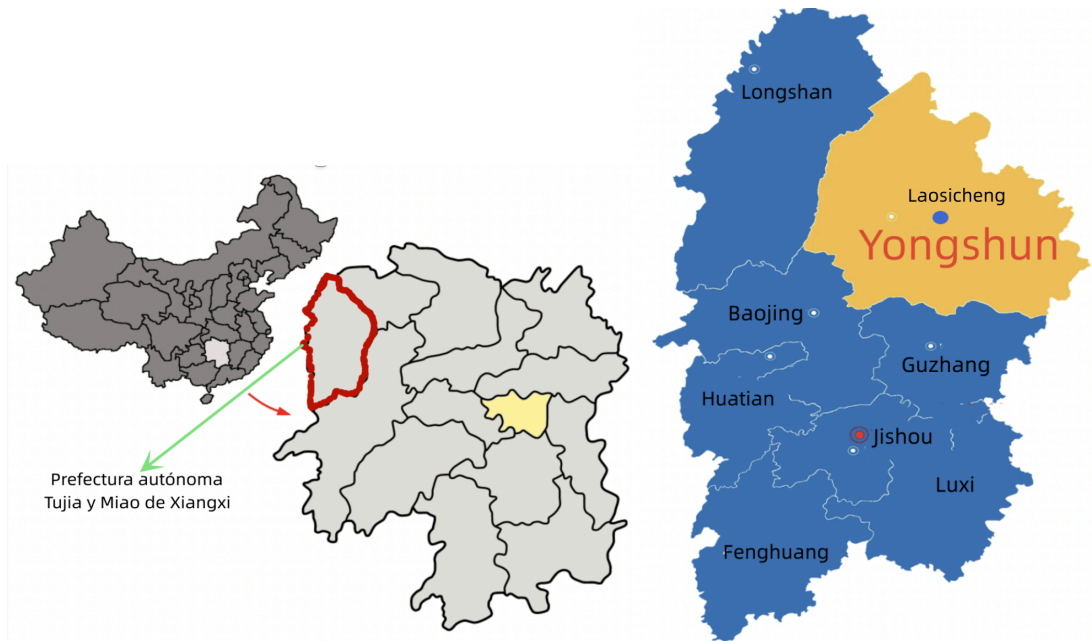 Prefectura autónoma
Tujia y Miao de Xiangxi
Longshan
Laosicheng
Yongshun
Baojing
Guzhang
Huatian
Jishou
Luxi
Fenghuang